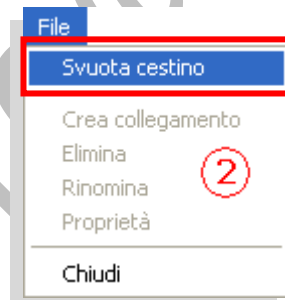 File
Svuota cestino
Crea collegamento
Elimina
Rinomina
Proprietà
2
Chiudi